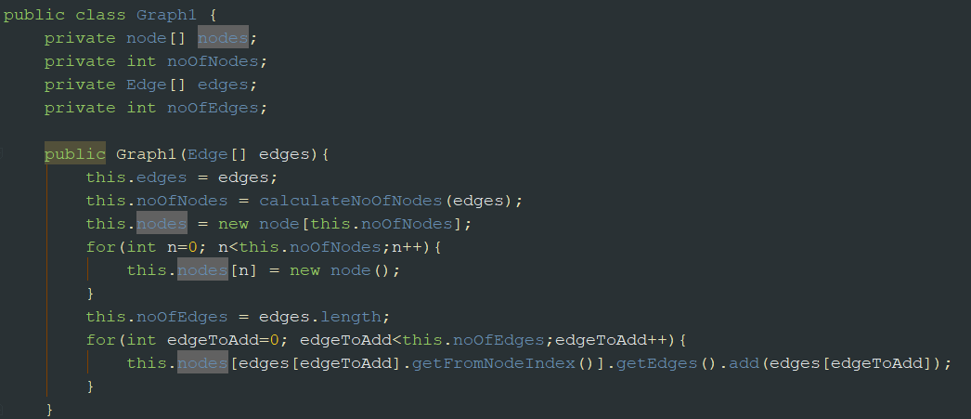 public class Graph1 {
    private node[] nodes;
    private int noOfNodes;
    private Edge[] edges;
    private int noOfEdges;

    public Graph1(Edge[] edges){
        this.edges = edges;
        this.noOfNodes = calculateNoOfNodes(edges);
        this.nodes = new node[this.noOfNodes];
        for(int n=0; n<this.noOfNodes;n++){
            this.nodes[n] = new node();
        }
        this.noOfEdges = edges.length;
        for(int edgeToAdd=0; edgeToAdd<this.noOfEdges;edgeToAdd++){
            this.nodes[edges[edgeToAdd].getFromNodeIndex()].getEdges().add(edges[edgeToAdd]);
        }
    }